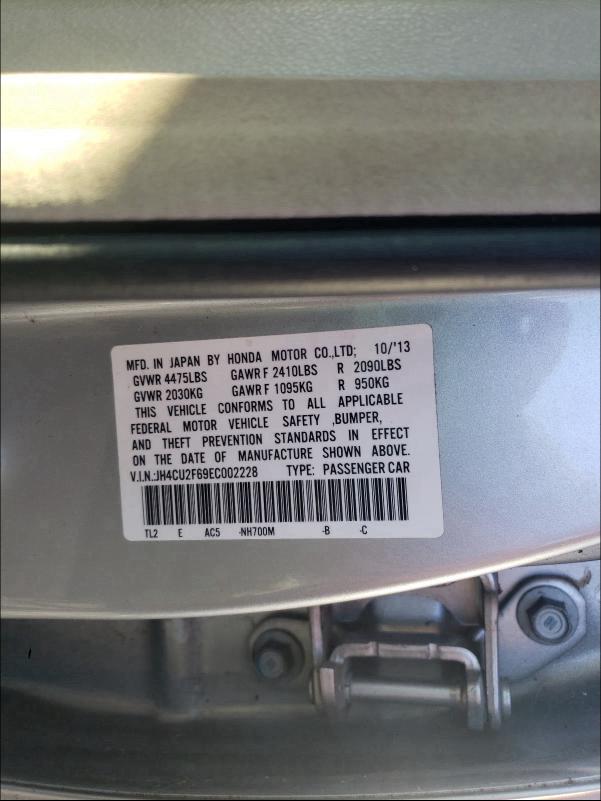 MFD. IN JAPAN BY HONDA MOTOR CO.,LTD; 10/'13
GVWR 4475LBS GAWR F 2410LBS R 2090LBS
GVWR 2030KG GAWR F 1095KG R 950KG
THIS VEHICLE CONFORMS TO ALL APPLICABLE
FEDERAL MOTOR VEHICLE SAFETY ,BUMPER,
AND THEFT PREVENTION STANDARDS IN EFFECT
ON THE DATE OF MANUFACTURE SHOWN ABOVE.
V.I.N.:JH4CU2F69EC002228 TYPE: PASSENGER CAR
TL2 E AC5 -NH700M -B -C